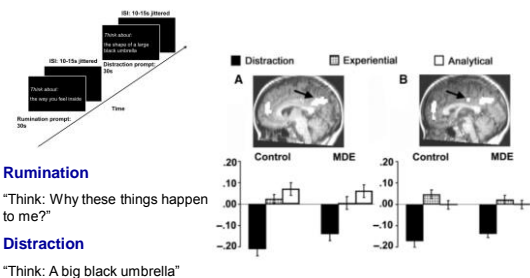 ISI: 10-15s jittered
Think about:
the shape of a large
black umbrella
ISI: 10-15s jittered
Distraction prompt:
30s
Think about:
the way you feel inside
Time
Rumination prompt:
30s
Rumination
“Think: Why these things happen
to me?”
Distraction
“Think: A big black umbrella”
Distraction Experiential Analytical
A B
Control MDE Control MDE
.20 .20
.10 .10
.00 .00
-.10 -.10
-.20 -.20